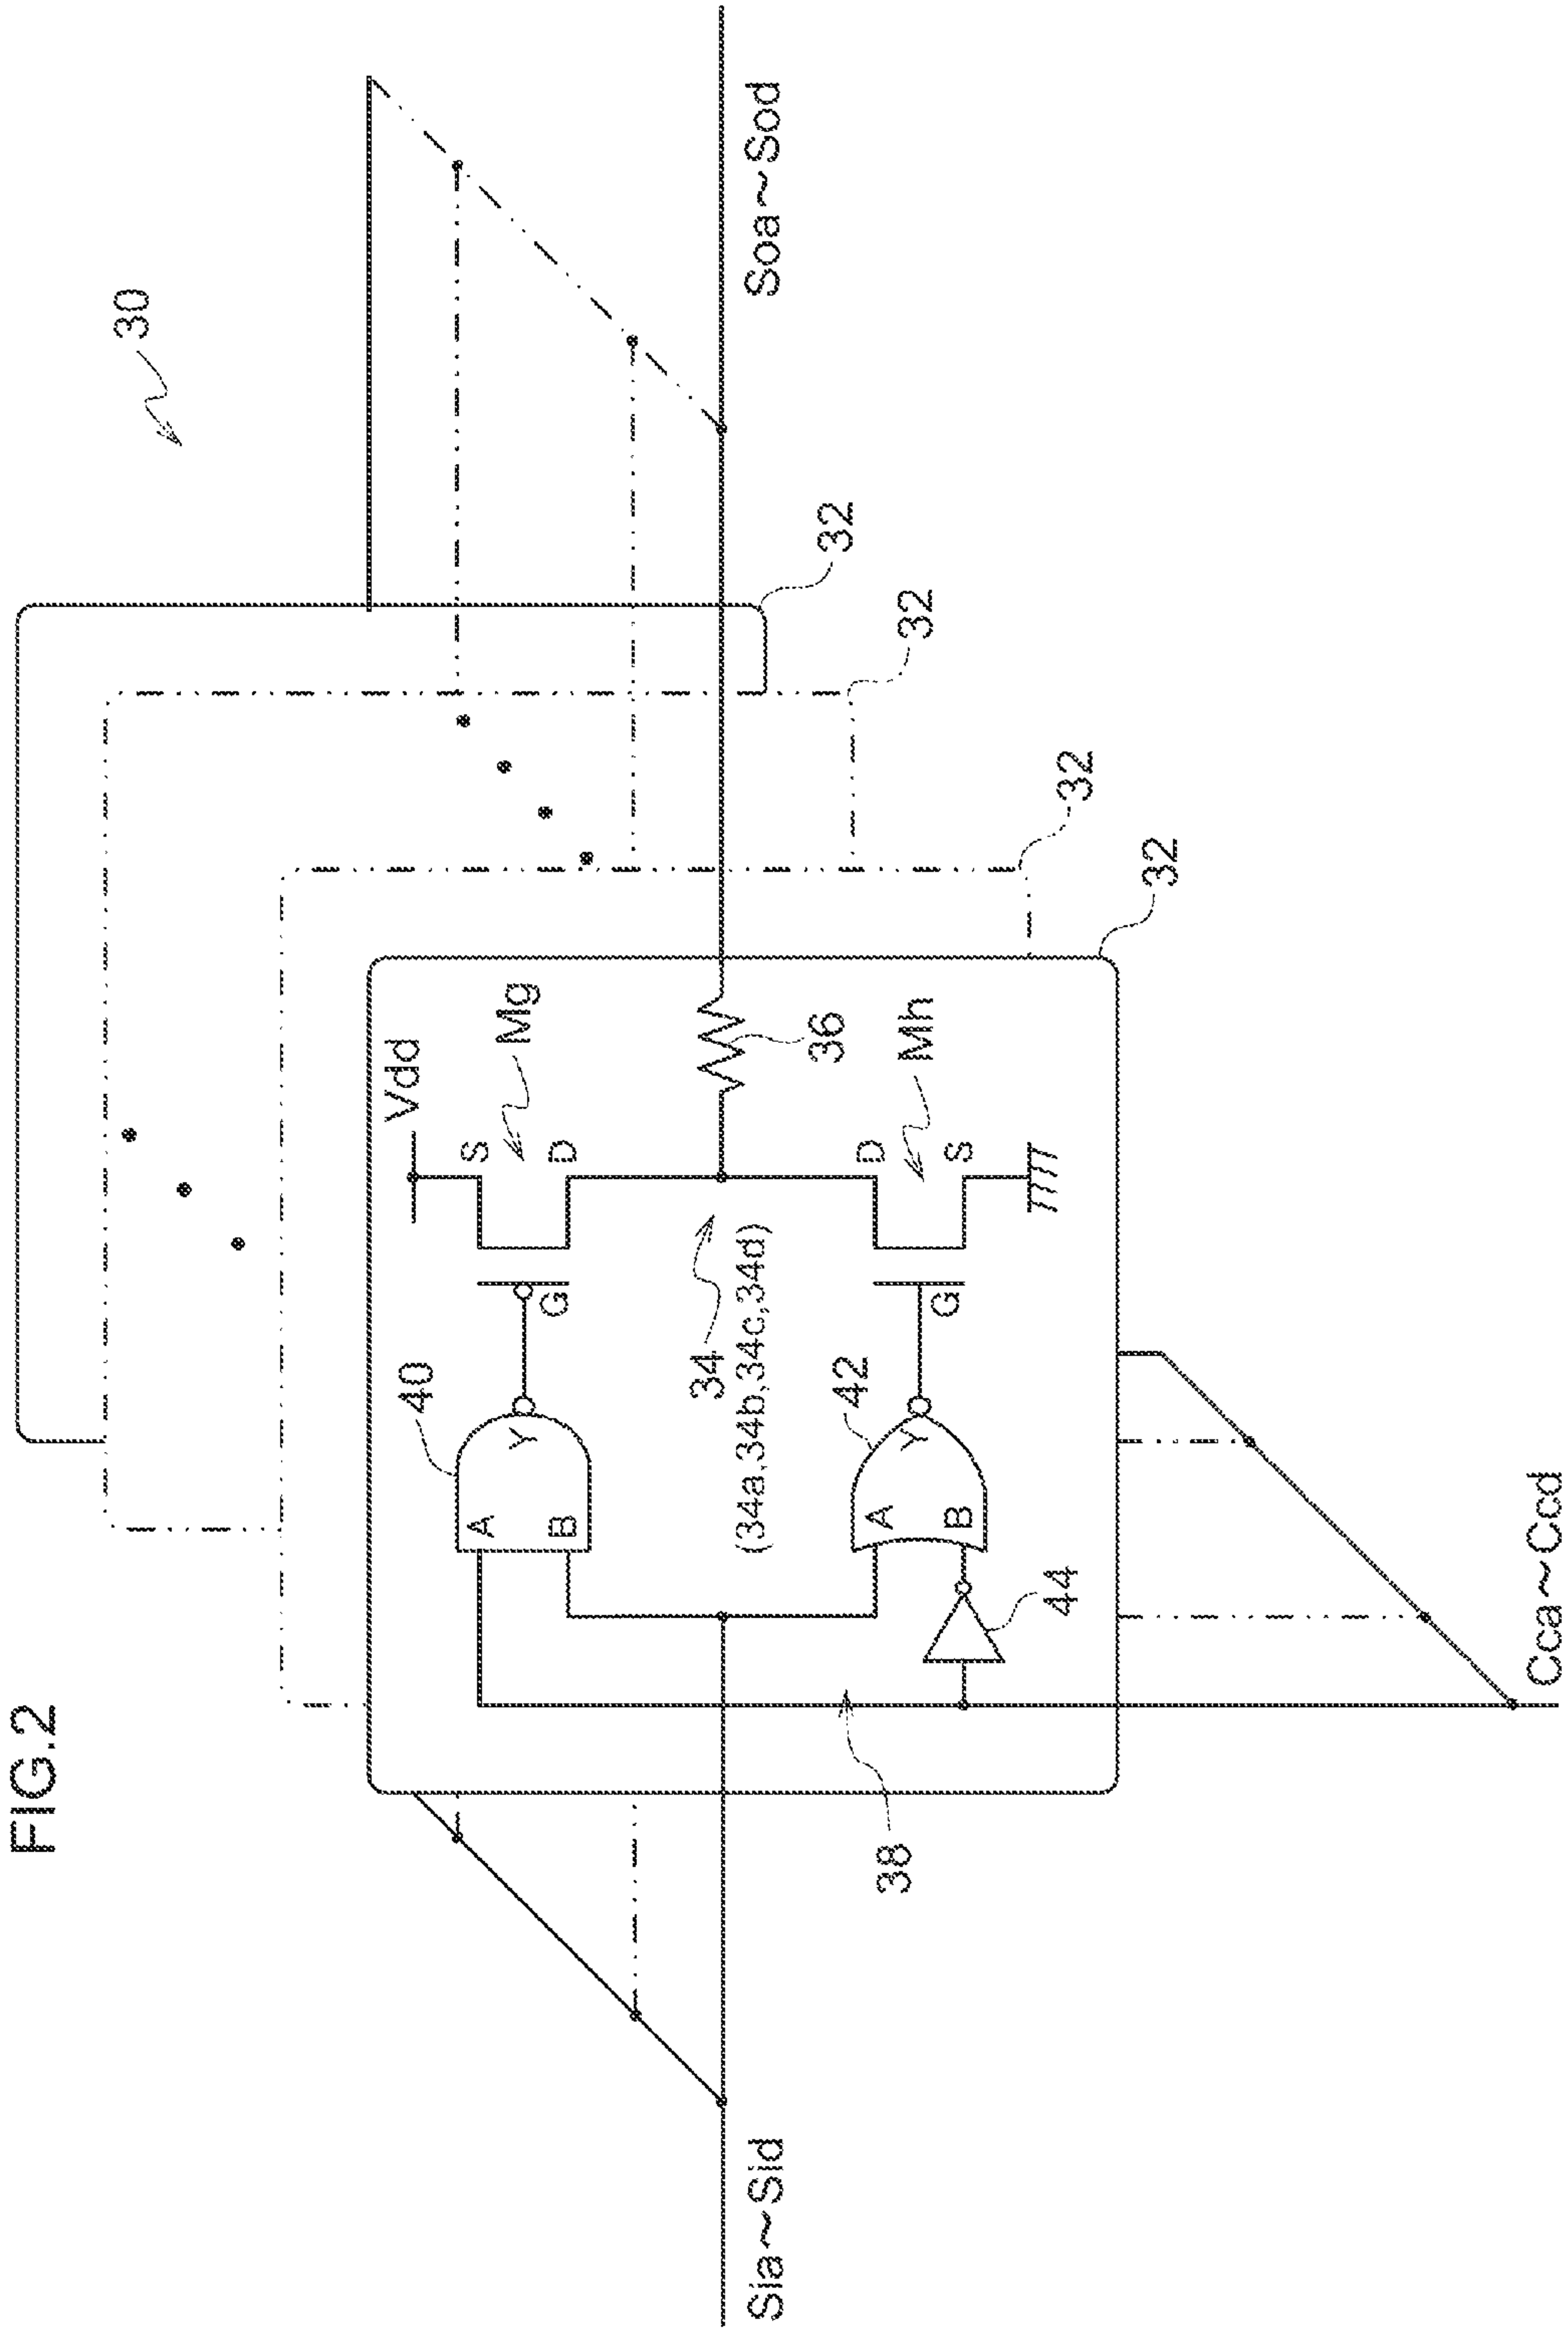 FIG.2
30
32
32
32
32
Vdd
Mg
S
D
G
40
A
B
Y
34
(34a,34b,34c,34d)
36
Mh
D
S
G
42
A
B
Y
44
38
Sia~Sid
Soa~Sod
Cca~Ccd